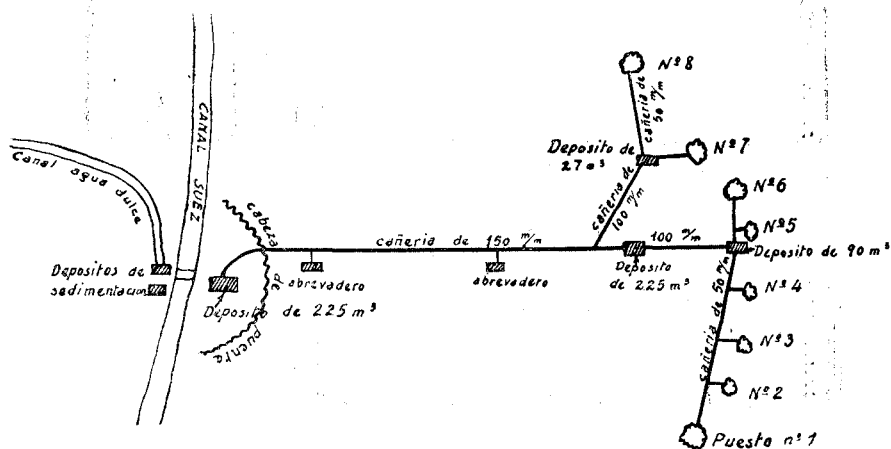 Nº 8
cañeria de
50 m/m
CANAL SUEZ
Canal agua dulce
Deposito de
27 m³
Nº 7
cañeria de
100 m/m
Nº 6
Nº 5
cabeza de puente
cañeria de 150 m/m
100 m/m
Deposito de 90 m³
Depositos de
sedimentacion
abrevadero
abrevadero
Deposito
de 225 m³
Deposito de 225 m³
cañeria de 50 m/m
Nº 4
Nº 3
Nº 2
Puesto nº 1